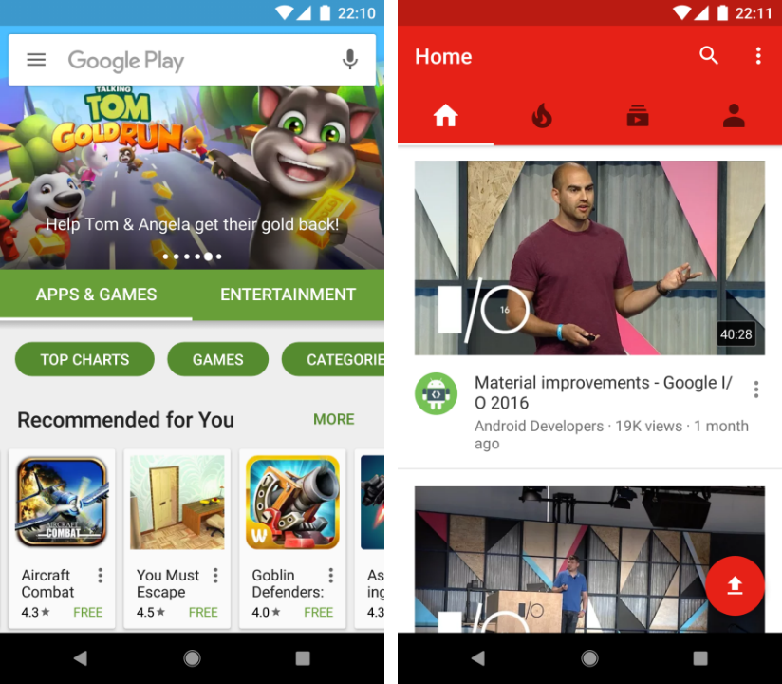 22:10
Google Play
TALKING
TOM
GOLD RUN
Help Tom & Angela get their gold back!
APPS & GAMES
ENTERTAINMENT
TOP CHARTS
GAMES
CATEGORIE
Recommended for You
MORE
AIRCRAFT
COMBAT
W
Aircraft
Combat
4.3★ FREE
You Must
Escape
4.5★ FREE
Goblin
Defenders:
4.0★ FREE
As
ing
4.3
22:11
Home
I/O
16
40:28
Material improvements - Google I/
O 2016
Android Developers · 19K views · 1 month
ago
I/O
I/O